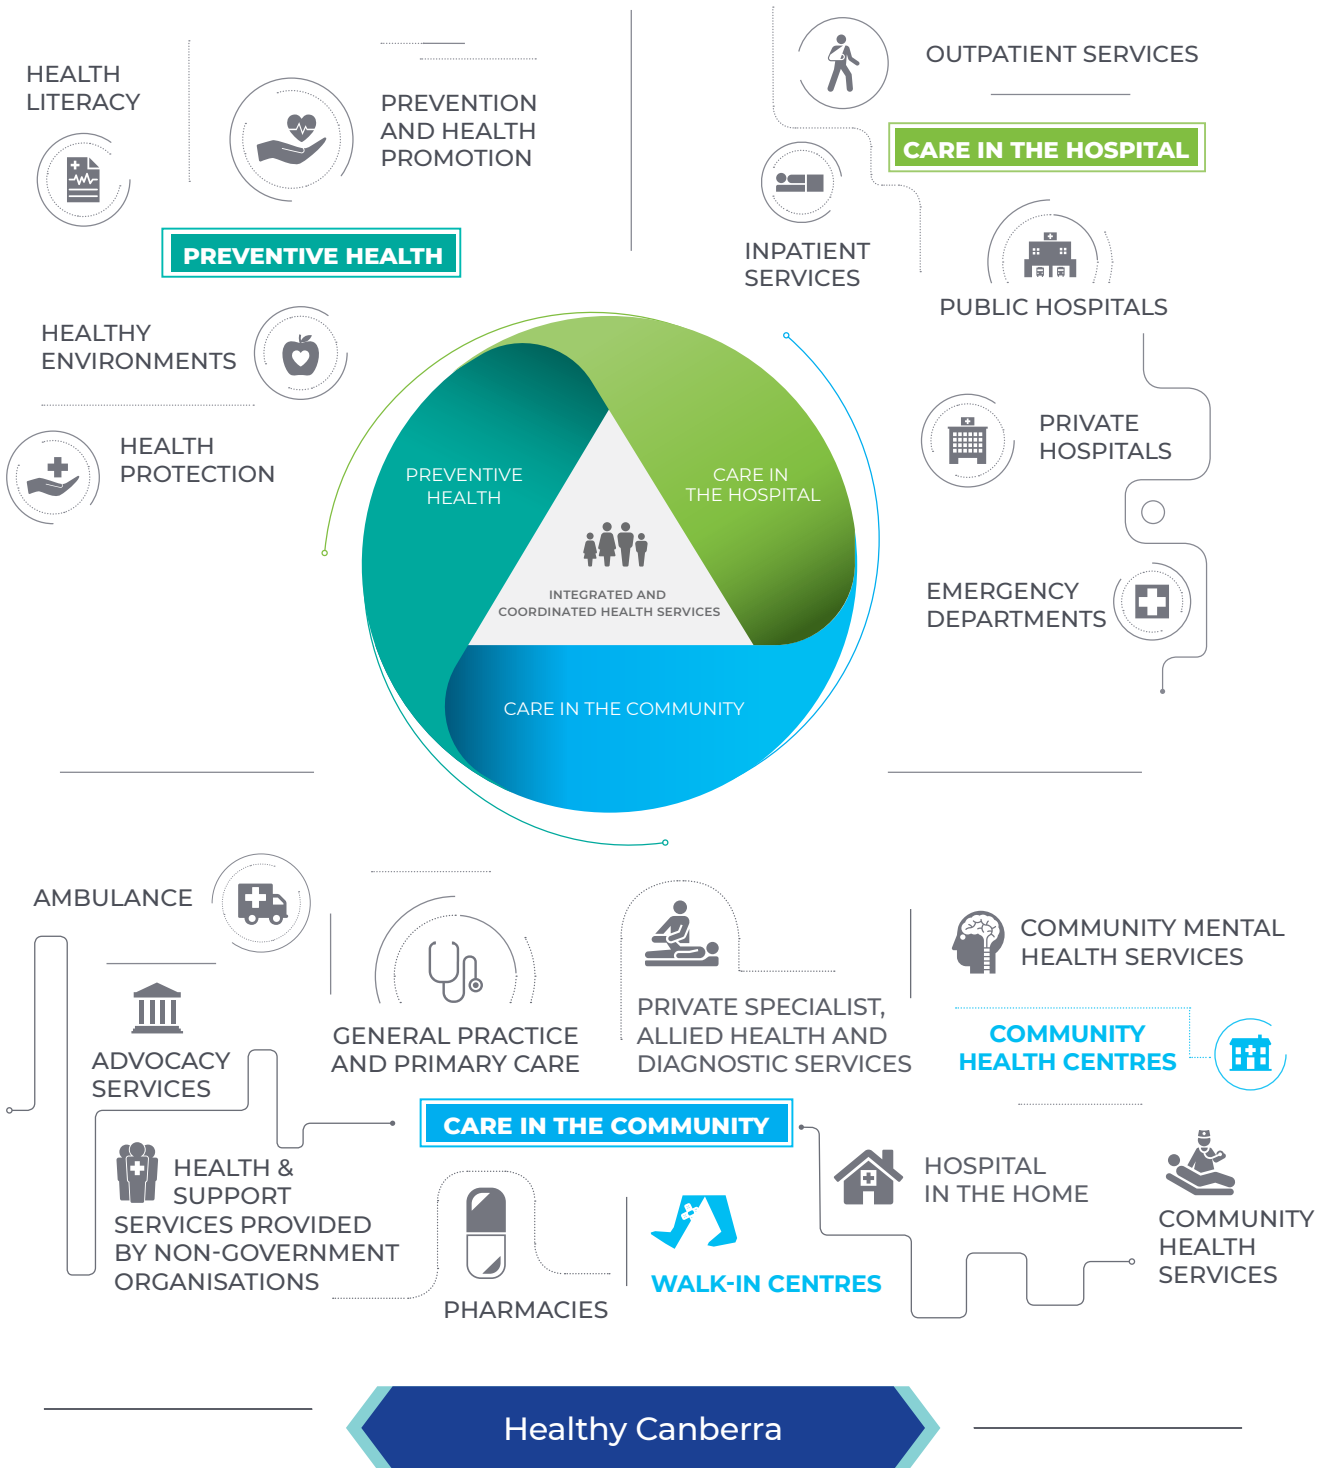 HEALTH
LITERACY
PREVENTION
AND HEALTH
PROMOTION
PREVENTIVE HEALTH
HEALTHY
ENVIRONMENTS
HEALTH
PROTECTION
OUTPATIENT SERVICES
CARE IN THE HOSPITAL
INPATIENT
SERVICES
PUBLIC HOSPITALS
PRIVATE
HOSPITALS
EMERGENCY
DEPARTMENTS
PREVENTIVE
HEALTH
CARE IN
THE HOSPITAL
INTEGRATED AND
COORDINATED HEALTH SERVICES
CARE IN THE COMMUNITY
AMBULANCE
ADVOCACY
SERVICES
GENERAL PRACTICE
AND PRIMARY CARE
PRIVATE SPECIALIST,
ALLIED HEALTH AND
DIAGNOSTIC SERVICES
COMMUNITY MENTAL
HEALTH SERVICES
COMMUNITY
HEALTH CENTRES
CARE IN THE COMMUNITY
HEALTH &
SUPPORT
SERVICES PROVIDED
BY NON-GOVERNMENT
ORGANISATIONS
PHARMACIES
WALK-IN CENTRES
HOSPITAL
IN THE HOME
COMMUNITY
HEALTH
SERVICES
Healthy Canberra